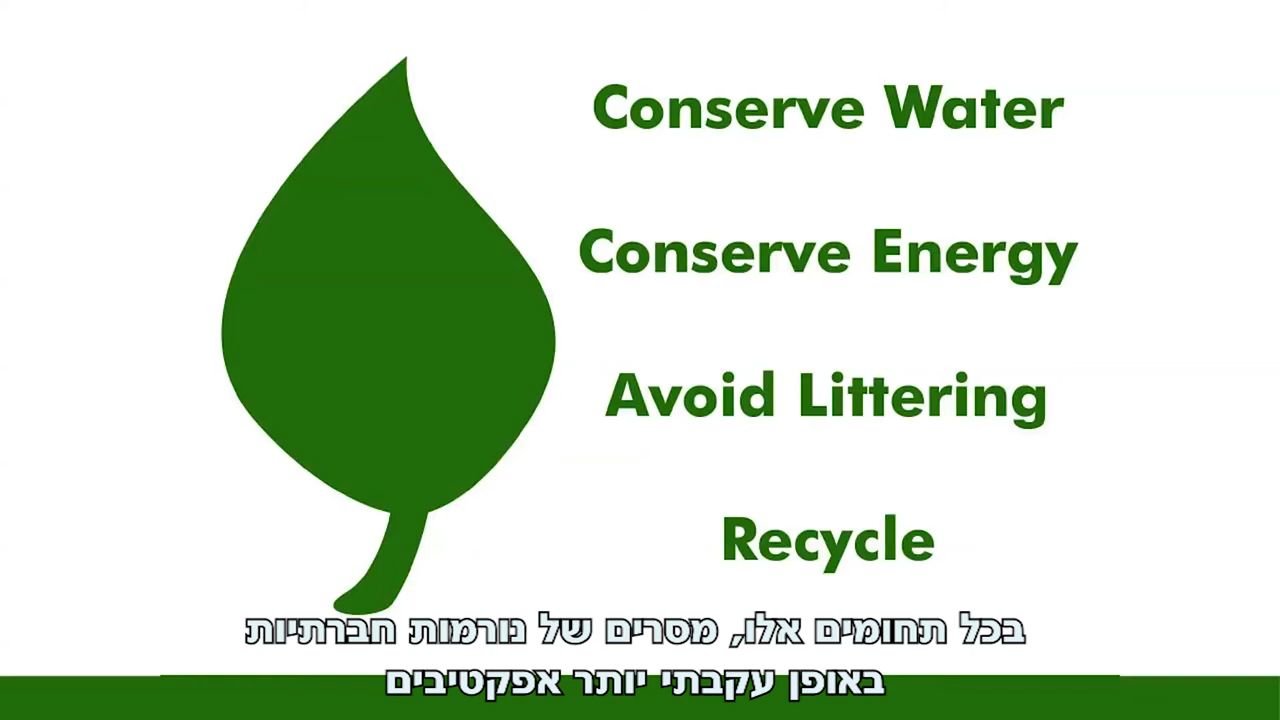 Conserve Water
Conserve Energy
Avoid Littering
Recycle
בכל תחומים אלו, מסרים של נורמות חברתיות
באופן עקבתי יותר אפקטיבים